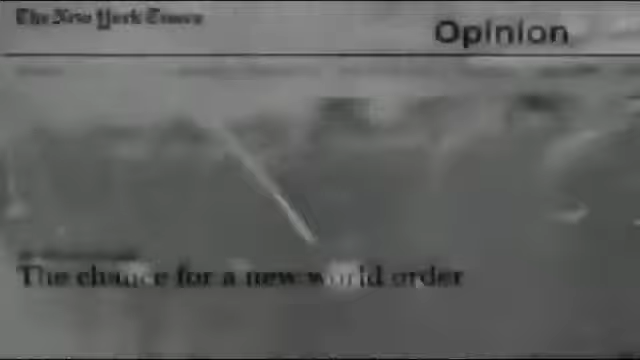 The New York Times
Opinion
The chance for a new world order